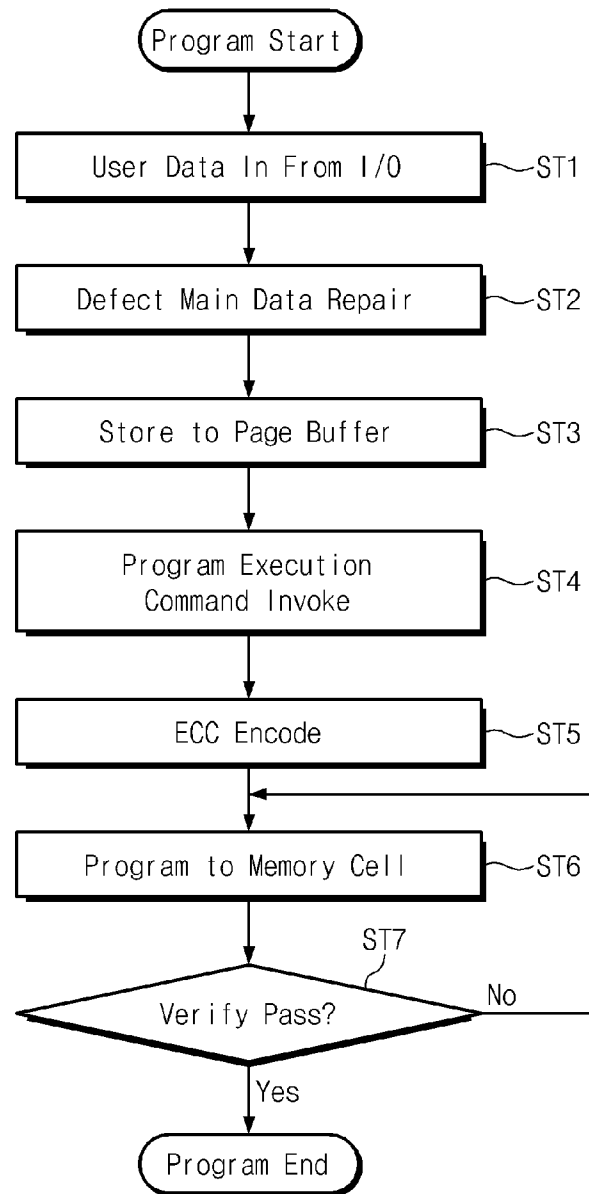 Program Start
User Data In From I/O
ST1
Defect Main Data Repair
ST2
Store to Page Buffer
ST3
Program Execution
Command Invoke
ST4
ECC Encode
ST5
Program to Memory Cell
ST6
ST7
Verify Pass?
No
Yes
Program End